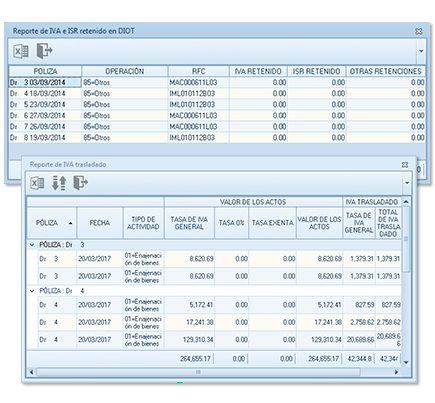 Reporte de IVA e ISR retenido en DIOT
POLIZA OPERACIÓN RFC IVA RETENIDO ISR RETENIDO OTRAS RETENCIONES
Dr 3 03/09/2014 85=Otros MAC000611L03 0.00 0.00 0.00
Dr 4 18/09/2014 85=Otros IML010112B03 0.00 0.00 0.00
Dr 5 23/09/2014 85=Otros IML010112B03 0.00 0.00 0.00
Dr 6 27/09/2014 85=Otros MAC000611L03 0.00 0.00 0.00
Dr 7 26/09/2014 85=Otros MAC000611L03 0.00 0.00 0.00
Dr 8 19/09/2014 85=Otros IML010112B03 0.00 0.00 0.00
Reporte de IVA trasladado
VALOR DE LOS ACTOS IVA TRASLADADO
PÓLIZA FECHA TIPO DE ACTIVIDAD TASA DE IVA GENERAL TASA 0% TASA EXENTA VALOR DE LOS ACTOS TASA DE IVA GENERAL TOTAL DE IVA TRASLA DADO
PÓLIZA : Dr 3
Dr 3 20/03/2017 01=Enajenación de bienes 8,620.69 0.00 0.00 8,620.69 1,379.31 1,379.31
Dr 3 20/03/2017 01=Enajenación de bienes 8,620.69 0.00 0.00 8,620.69 1,379.31 1,379.31
PÓLIZA : Dr 4
Dr 4 20/03/2017 01=Enajenación de bienes 5,172.41 0.00 0.00 5,172.41 827.59 827.59
Dr 4 20/03/2017 01=Enajenación de bienes 17,241.38 0.00 0.00 17,241.38 2,758.62 2,758.62
Dr 4 20/03/2017 01=Enajenación de bienes 129,310.34 0.00 0.00 129,310.34 20,689.66 20,689.66
264,655.17 0.00 0.00 264,655.17 42,344.8 42,344